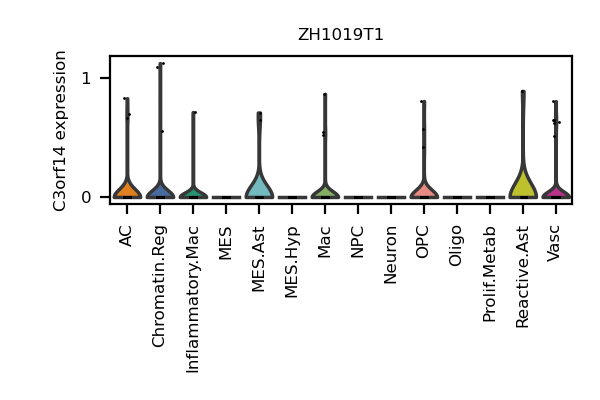 ZH1019T1
C3orf14 expression
1
0
AC
Chromatin.Reg
Inflammatory.Mac
MES
MES.Ast
MES.Hyp
Mac
NPC
Neuron
OPC
Oligo
Prolif.Metab
Reactive.Ast
Vasc